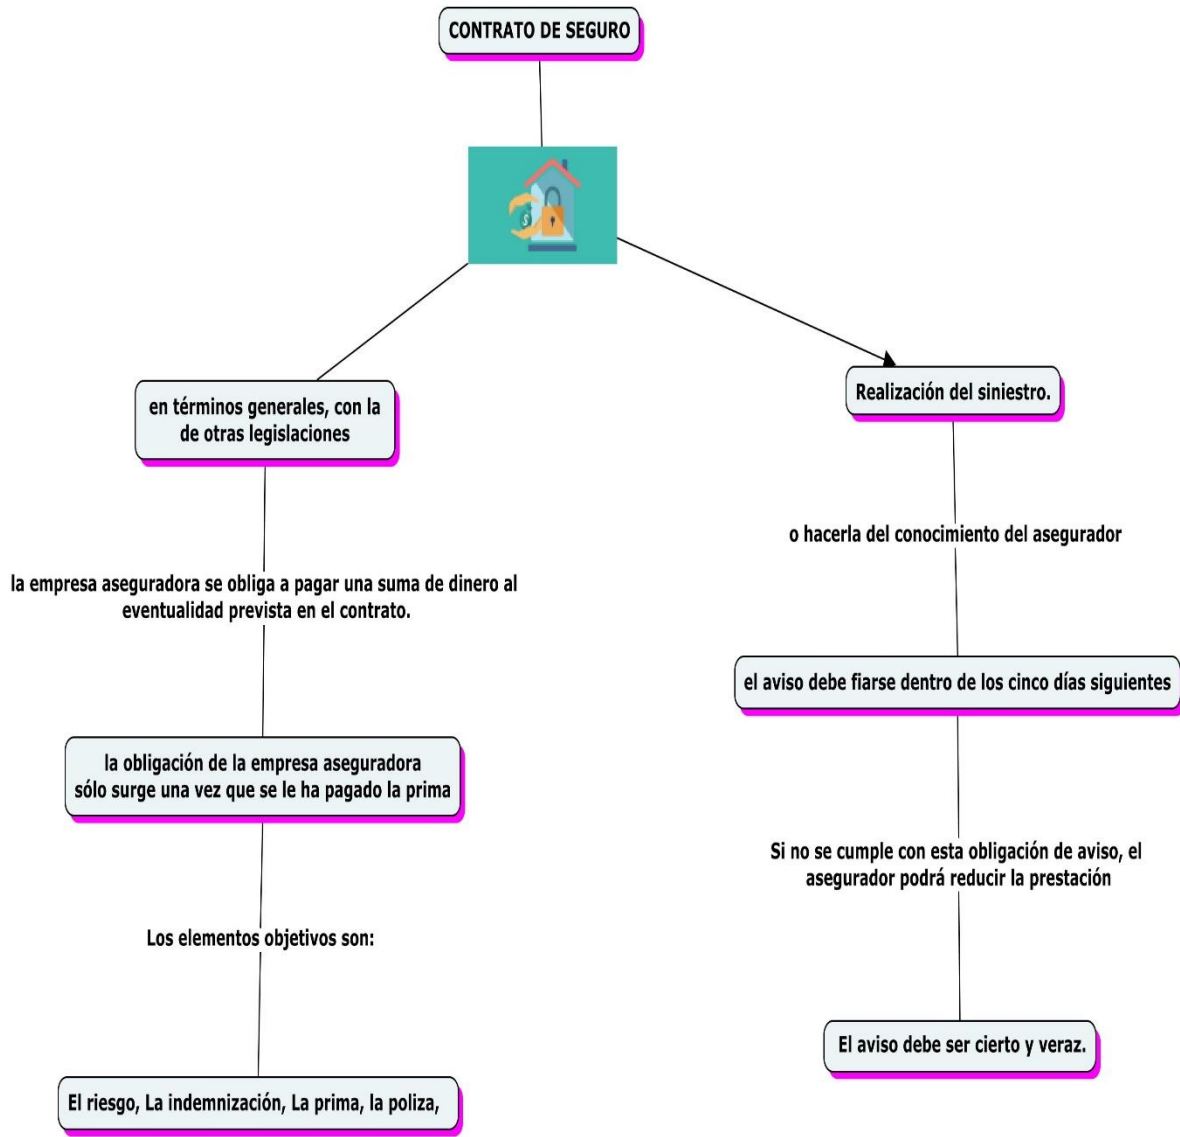 CONTRATO DE SEGURO
$
en términos generales, con la
de otras legislaciones
la empresa aseguradora se obliga a pagar una suma de dinero al
eventualidad prevista en el contrato.
la obligación de la empresa aseguradora
sólo surge una vez que se le ha pagado la prima
Los elementos objetivos son:
El riesgo, La indemnización, La prima, la poliza,
Realización del siniestro.
o hacerla del conocimiento del asegurador
el aviso debe fiarse dentro de los cinco días siguientes
Si no se cumple con esta obligación de aviso, el
asegurador podrá reducir la prestación
El aviso debe ser cierto y veraz.